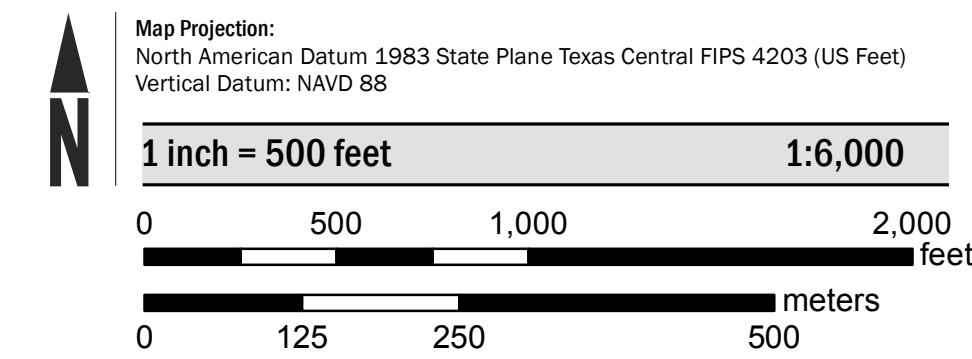 N
Map Projection:
North American Datum 1983 State Plane Texas Central FIPS 4203 (US Feet)
Vertical Datum: NAVD 88
1 inch = 500 feet 1:6,000
0 500 1,000 2,000
feet
meters
0 125 250 500